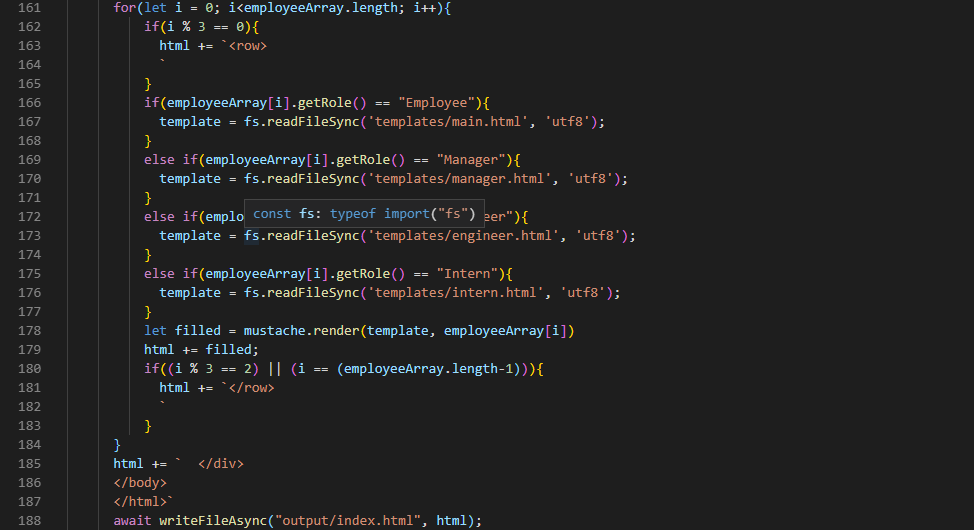 161 for(let i = 0; i<employeeArray.length; i++){
162 if(i % 3 == 0){
163 html += `<row>
164 `
165 }
166 if(employeeArray[i].getRole() == "Employee"){
167 template = fs.readFileSync('templates/main.html', 'utf8');
168 }
169 else if(employeeArray[i].getRole() == "Manager"){
170 template = fs.readFileSync('templates/manager.html', 'utf8');
171 }
172 else if(emplo const fs: typeof import("fs") eer"){
173 template = fs.readFileSync('templates/engineer.html', 'utf8');
174 }
175 else if(employeeArray[i].getRole() == "Intern"){
176 template = fs.readFileSync('templates/intern.html', 'utf8');
177 }
178 let filled = mustache.render(template, employeeArray[i])
179 html += filled;
180 if((i % 3 == 2) || (i == (employeeArray.length-1))){
181 html += `</row>
182 `
183 }
184 }
185 html += `  </div>
186 </body>
187 </html>`
188 await writeFileAsync("output/index.html", html);